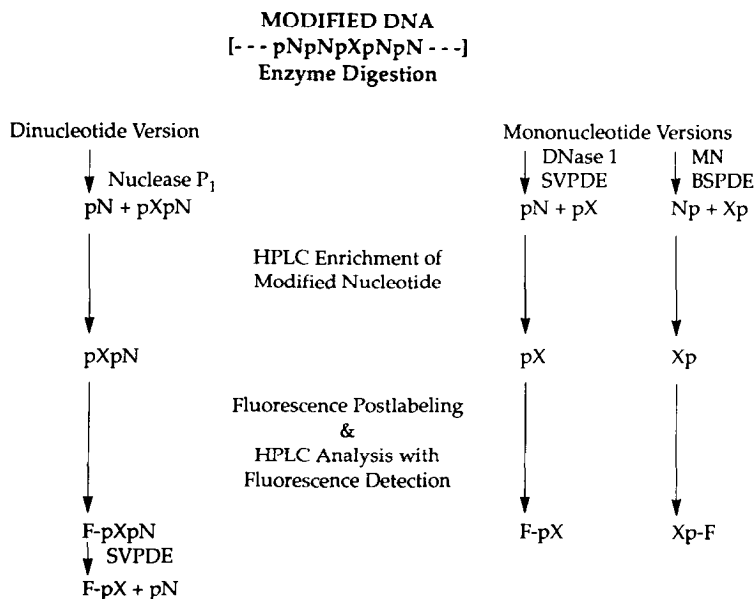 MODIFIED DNA
[- - - pNpNpXpNpN - - -]
Enzyme Digestion
Dinucleotide Version
Mononucleotide Versions
Nuclease P1
DNase 1
SVPDE
MN
BSPDE
pN + pXpN
pN + pX
Np + Xp
HPLC Enrichment of
Modified Nucleotide
pXpN
pX
Xp
Fluorescence Postlabeling
&
HPLC Analysis with
Fluorescence Detection
F-pXpN
F-pX
Xp-F
SVPDE
F-pX + pN